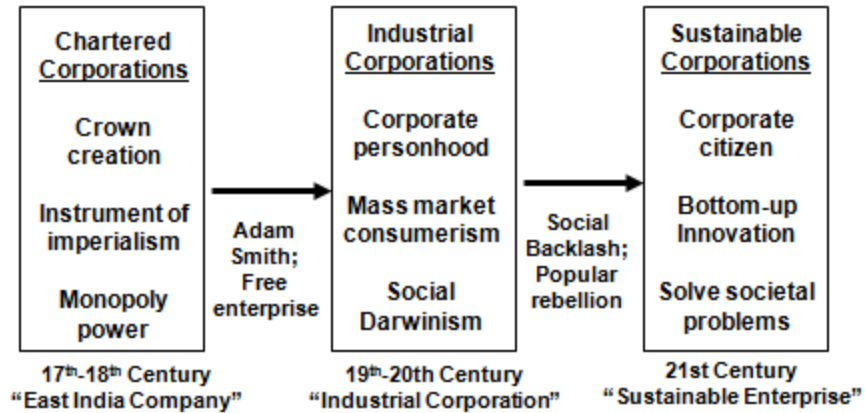 Chartered
Corporations
Crown
creation
Instrument of
imperialism
Monopoly
power
17th-18th Century
“East India Company”
Adam
Smith;
Free
enterprise
Industrial
Corporations
Corporate
personhood
Mass market
consumerism
Social
Darwinism
19th-20th Century
“Industrial Corporation”
Social
Backlash;
Popular
rebellion
Sustainable
Corporations
Corporate
citizen
Bottom-up
Innovation
Solve societal
problems
21st Century
“Sustainable Enterprise”